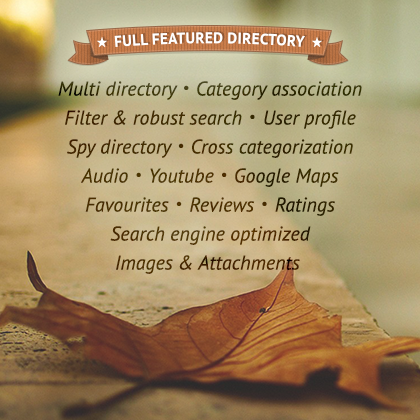 ★ FULL FEATURED DIRECTORY ★
Multi directory • Category association
Filter & robust search • User profile
Spy directory • Cross categorization
Audio • Youtube • Google Maps
Favourites • Reviews • Ratings
Search engine optimized
Images & Attachments